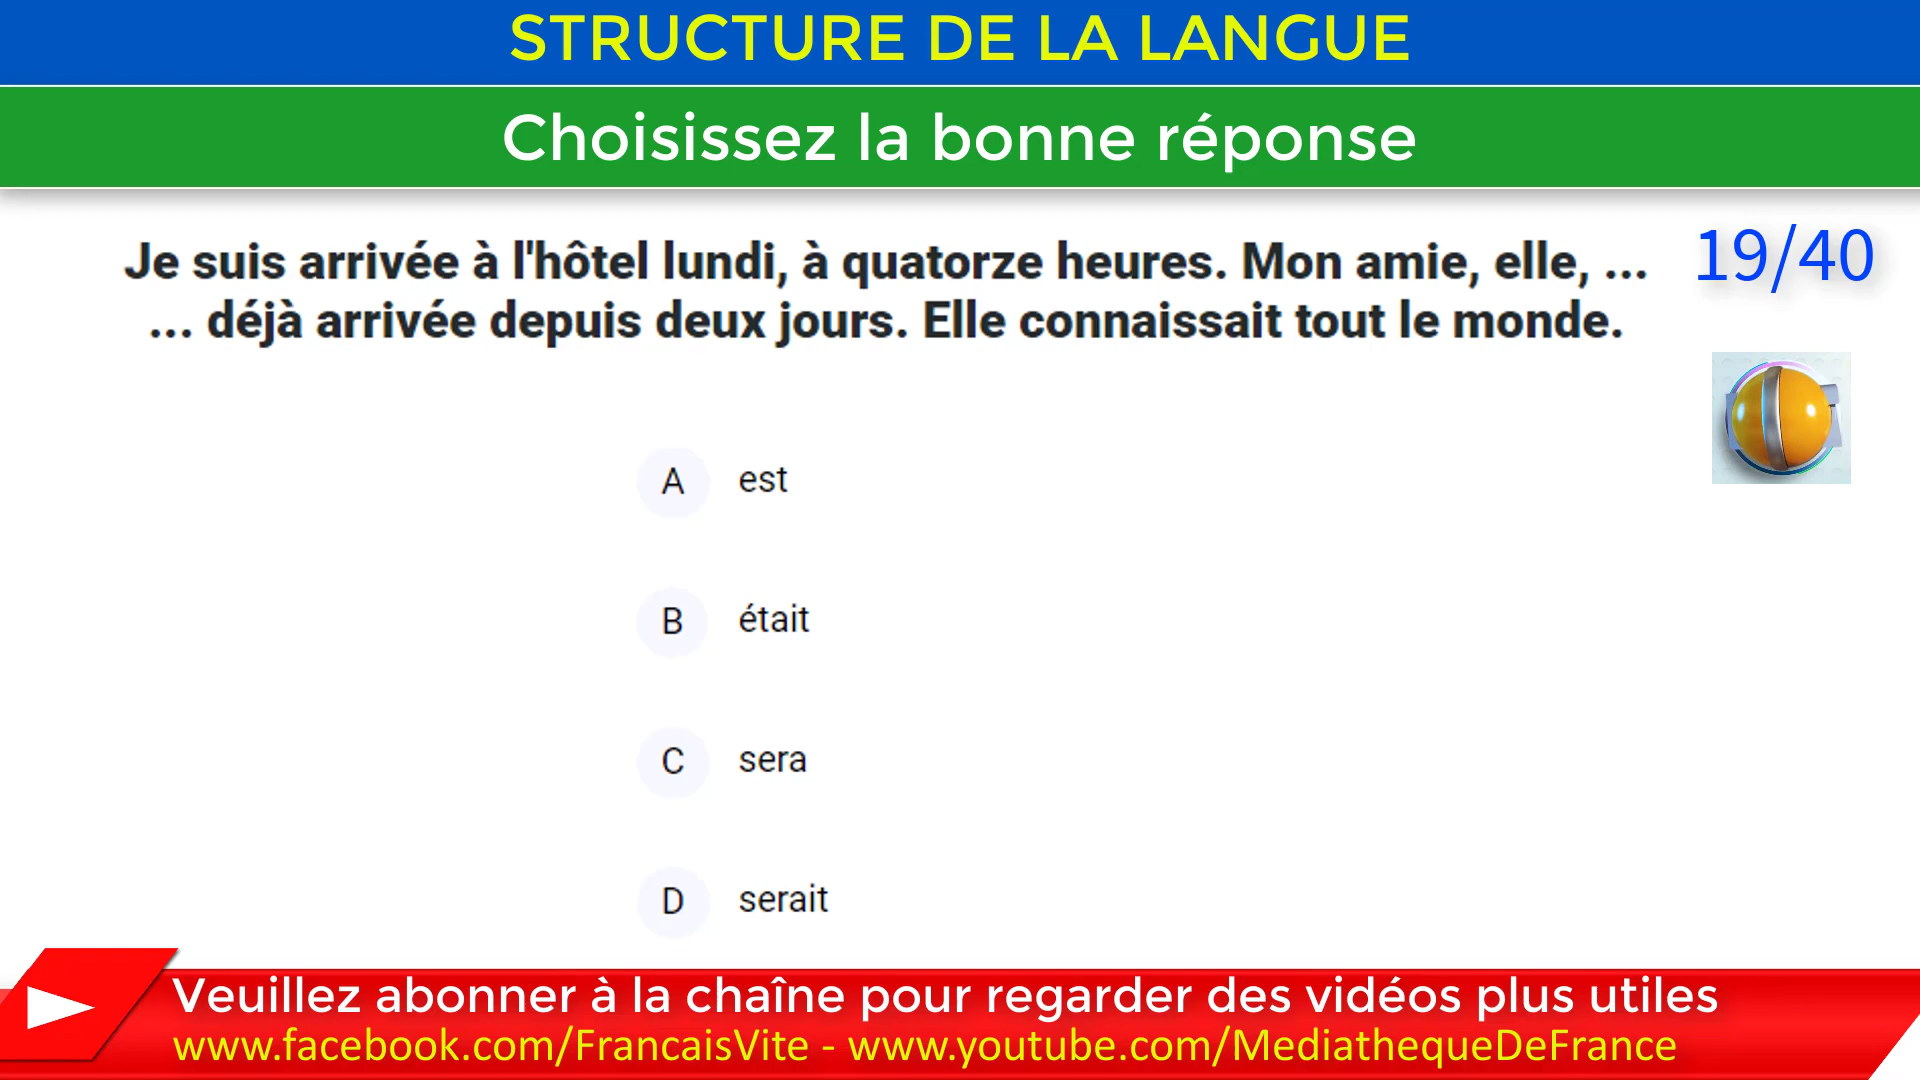 STRUCTURE DE LA LANGUE
Choisissez la bonne réponse
Je suis arrivée à l'hôtel lundi, à quatorze heures. Mon amie, elle, ...
... déjà arrivée depuis deux jours. Elle connaissait tout le monde.
19/40
A est
B était
C sera
D serait
Veuillez abonner à la chaîne pour regarder des vidéos plus utiles
www.facebook.com/FrancaisVite - www.youtube.com/MediathequeDeFrance